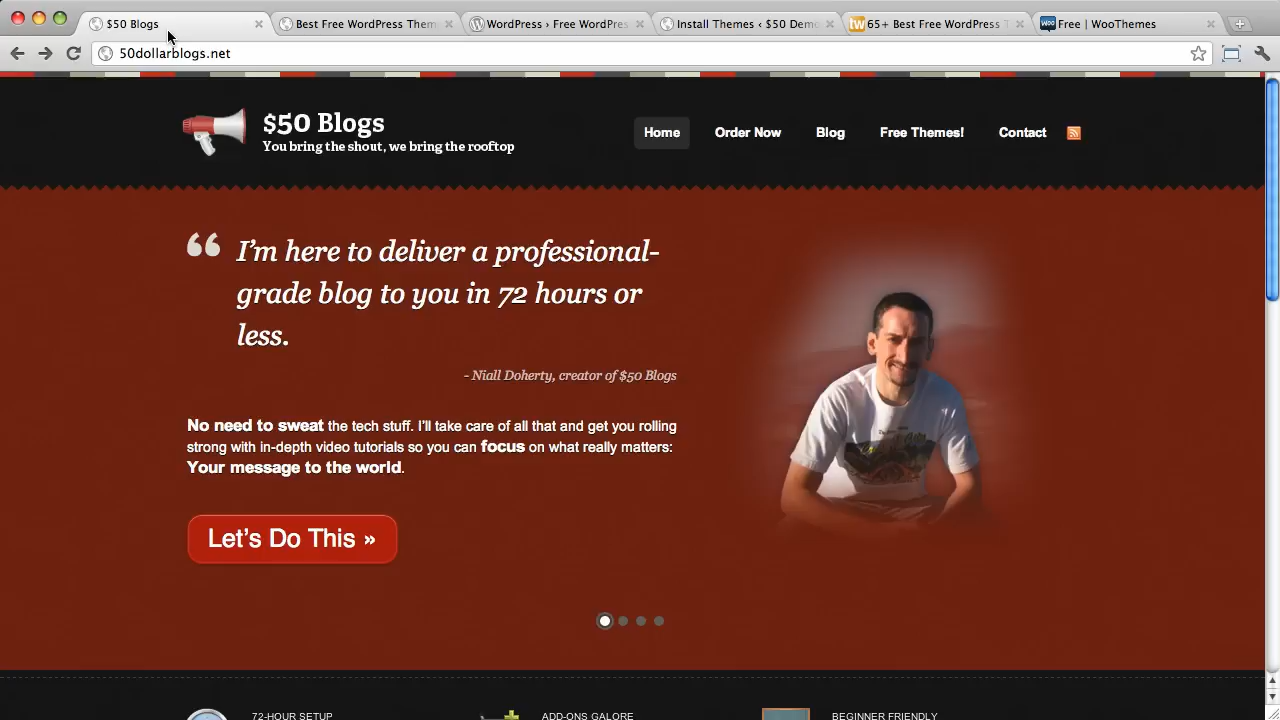 $50 Blogs
Best Free WordPress Them
WordPress › Free WordPres
Install Themes ‹ $50 Demo
tw 65+ Best Free WordPress T
Woo Free | WooThemes
50dollarblogs.net
$50 Blogs
You bring the shout, we bring the rooftop
Home Order Now Blog Free Themes! Contact
“ I’m here to deliver a professional-
grade blog to you in 72 hours or
less.
- Niall Doherty, creator of $50 Blogs
No need to sweat the tech stuff. I’ll take care of all that and get you rolling
strong with in-depth video tutorials so you can focus on what really matters:
Your message to the world.
Let’s Do This »
72-HOUR SETUP
ADD-ONS GALORE
BEGINNER FRIENDLY